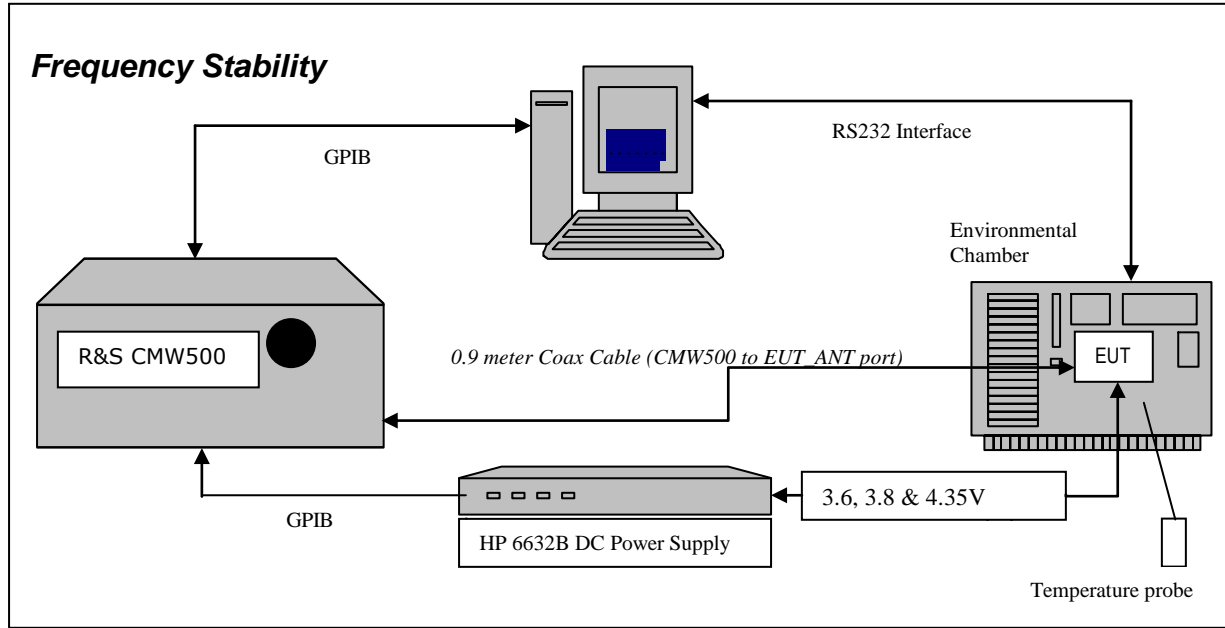 Frequency Stability
RS232 Interface
GPIB
Environmental
Chamber
R&S CMW500
0.9 meter Coax Cable (CMW500 to EUT_ANT port)
EUT
3.6, 3.8 & 4.35V
GPIB
HP 6632B DC Power Supply
Temperature probe